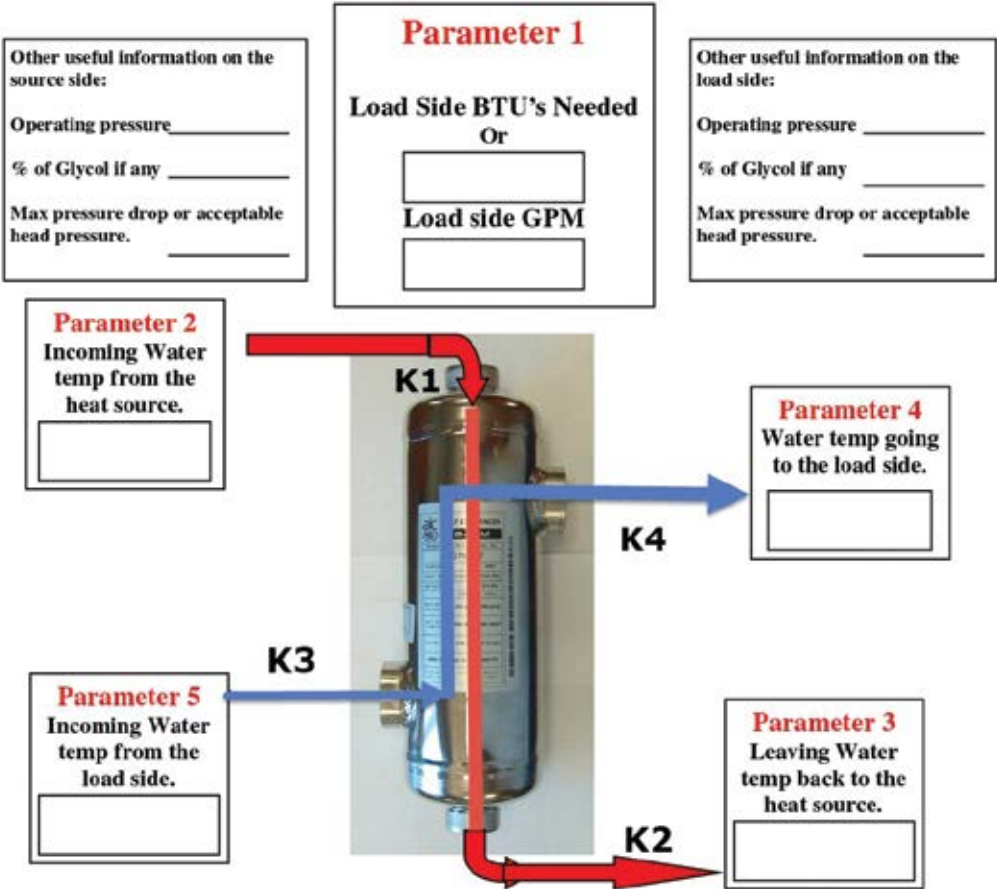 Other useful information on the
source side:
Operating pressure
% of Glycol if any
Max pressure drop or acceptable
head pressure.
Parameter 1
Load Side BTU's Needed
Or
Load side GPM
Other useful information on the
load side:
Operating pressure
% of Glycol if any
Max pressure drop or acceptable
head pressure.
Parameter 2
Incoming Water
temp from the
heat source.
K1
Parameter 4
Water temp going
to the load side.
K4
K3
Parameter 5
Incoming Water
temp from the
load side.
Parameter 3
Leaving Water
temp back to the
heat source.
K2